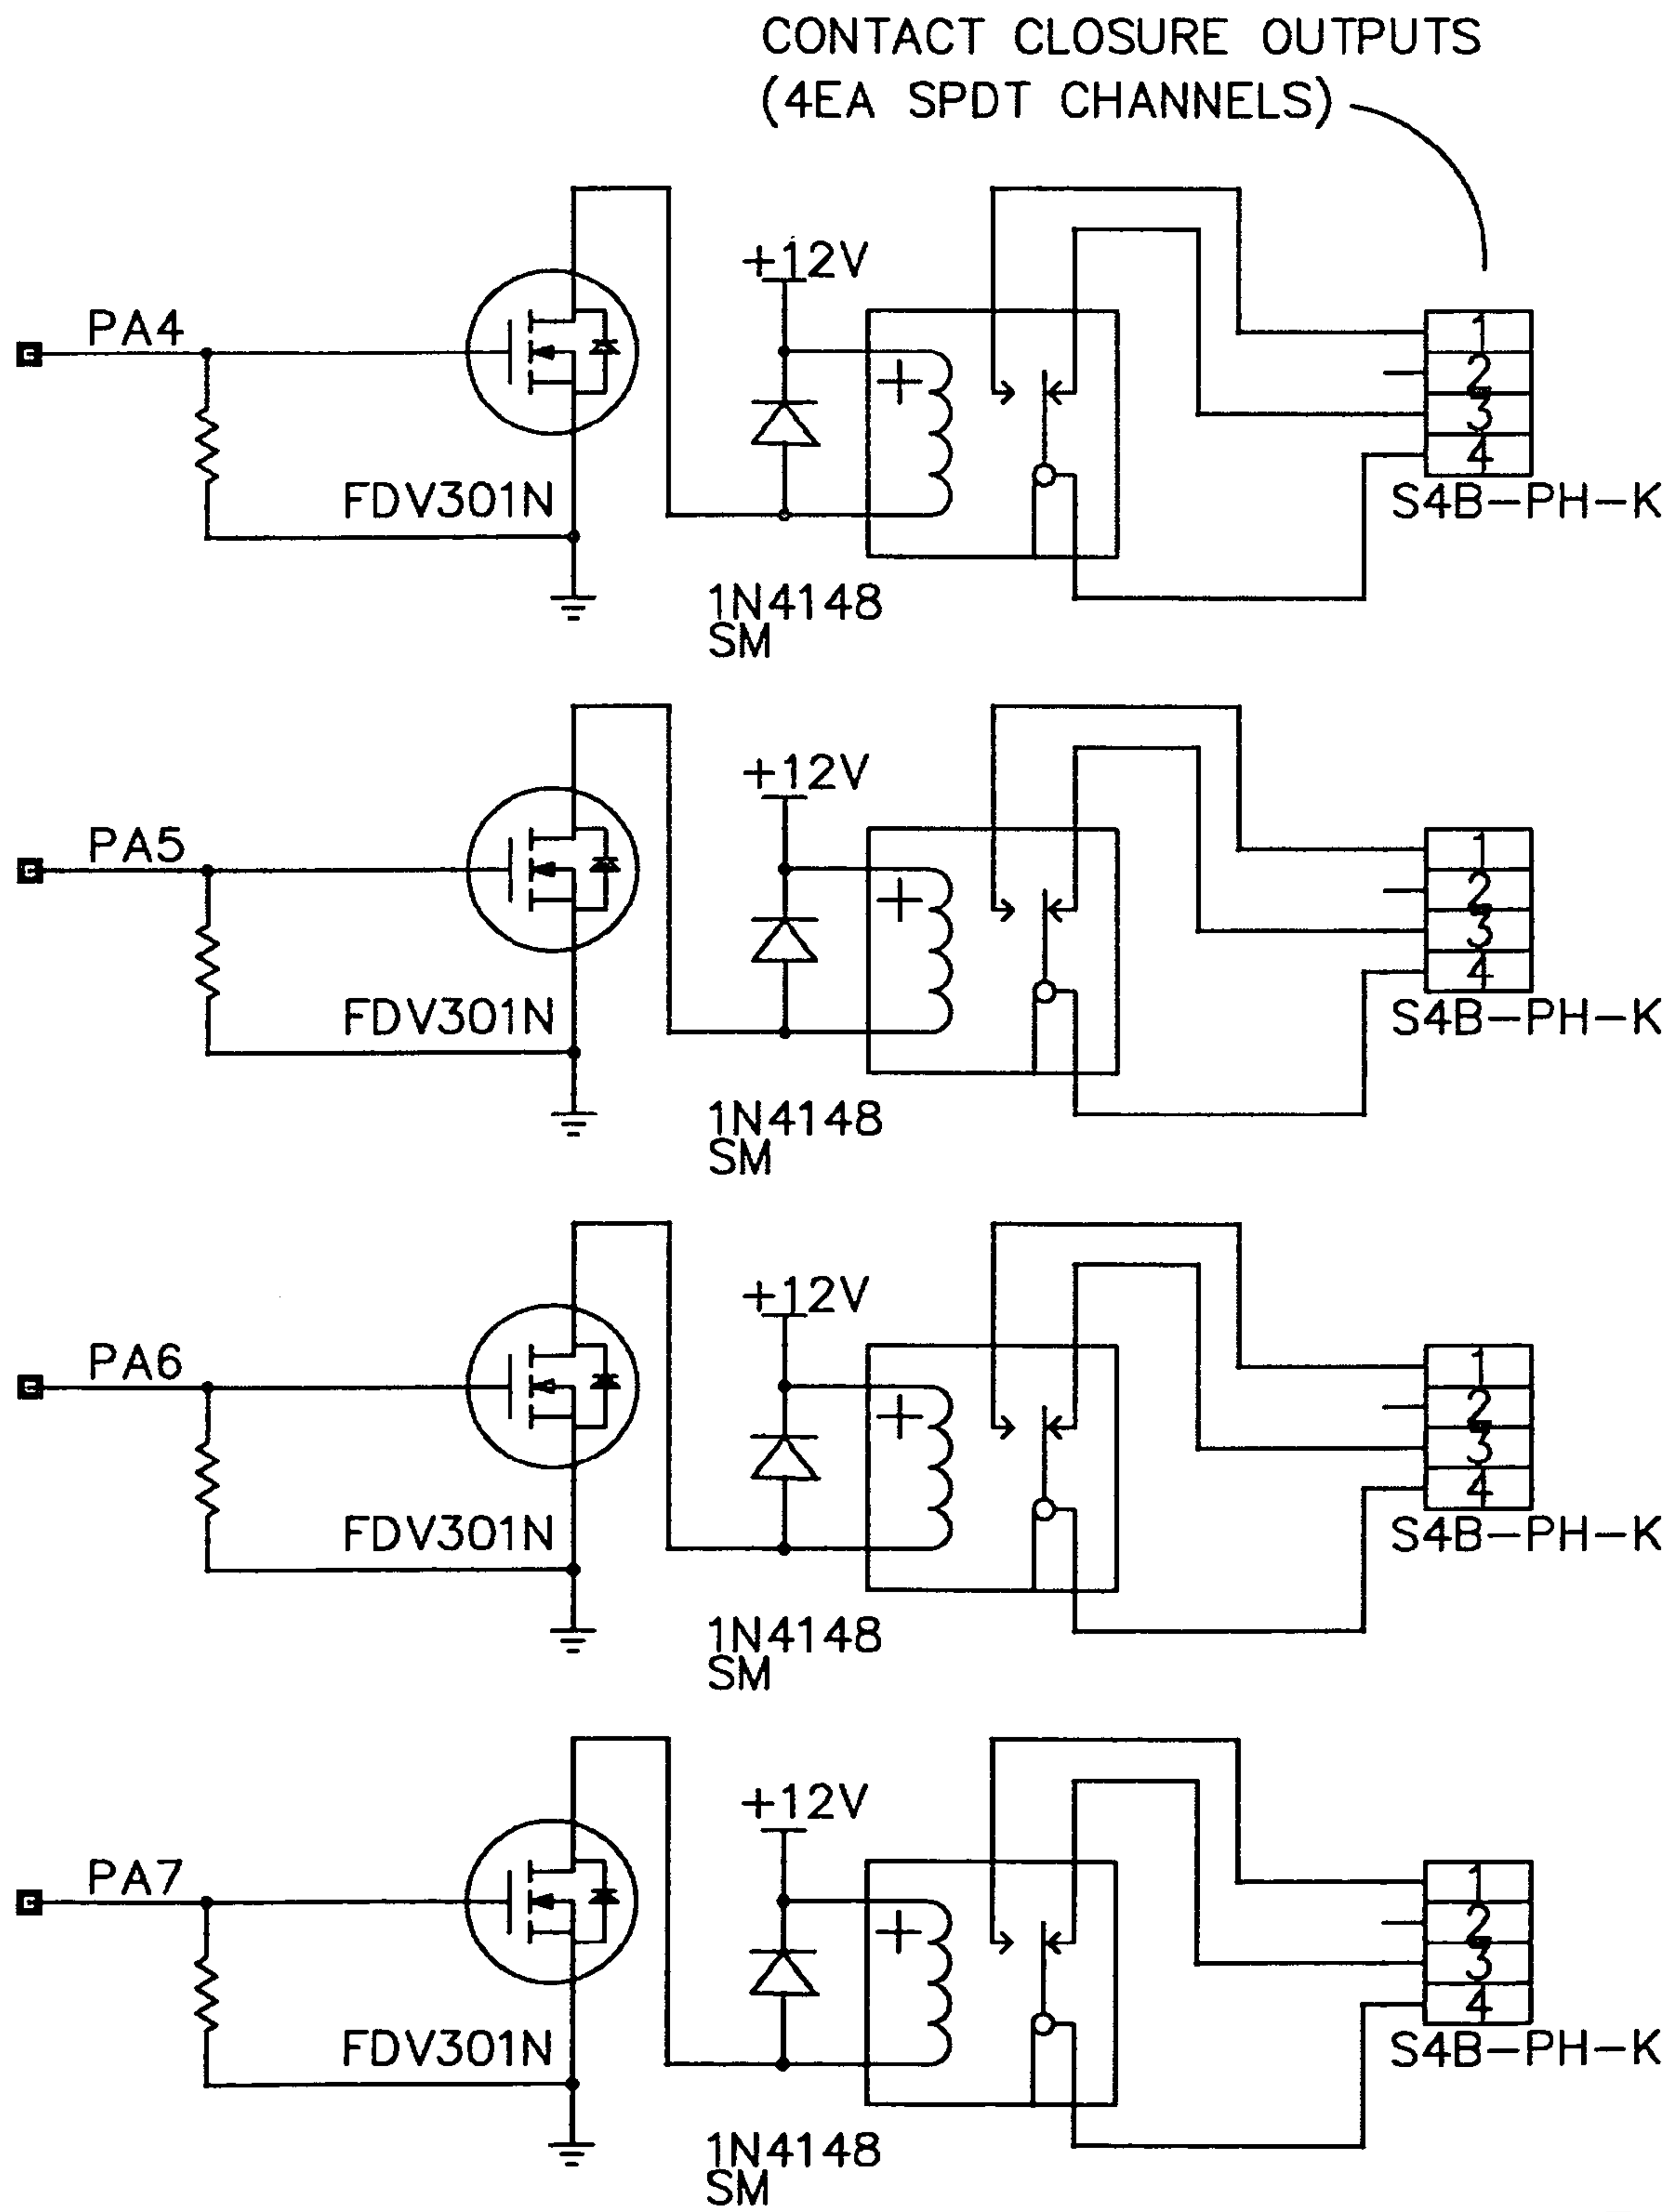 CONTACT CLOSURE OUTPUTS
(4EA SPDT CHANNELS)
+12V
PA4
+
1
2
3
4
FDV301N
S4B-PH-K
1N4148
SM
+12V
PA5
+
1
2
3
4
FDV301N
S4B-PH-K
1N4148
SM
+12V
PA6
+
1
2
3
4
FDV301N
S4B-PH-K
1N4148
SM
+12V
PA7
+
1
2
3
4
FDV301N
S4B-PH-K
1N4148
SM